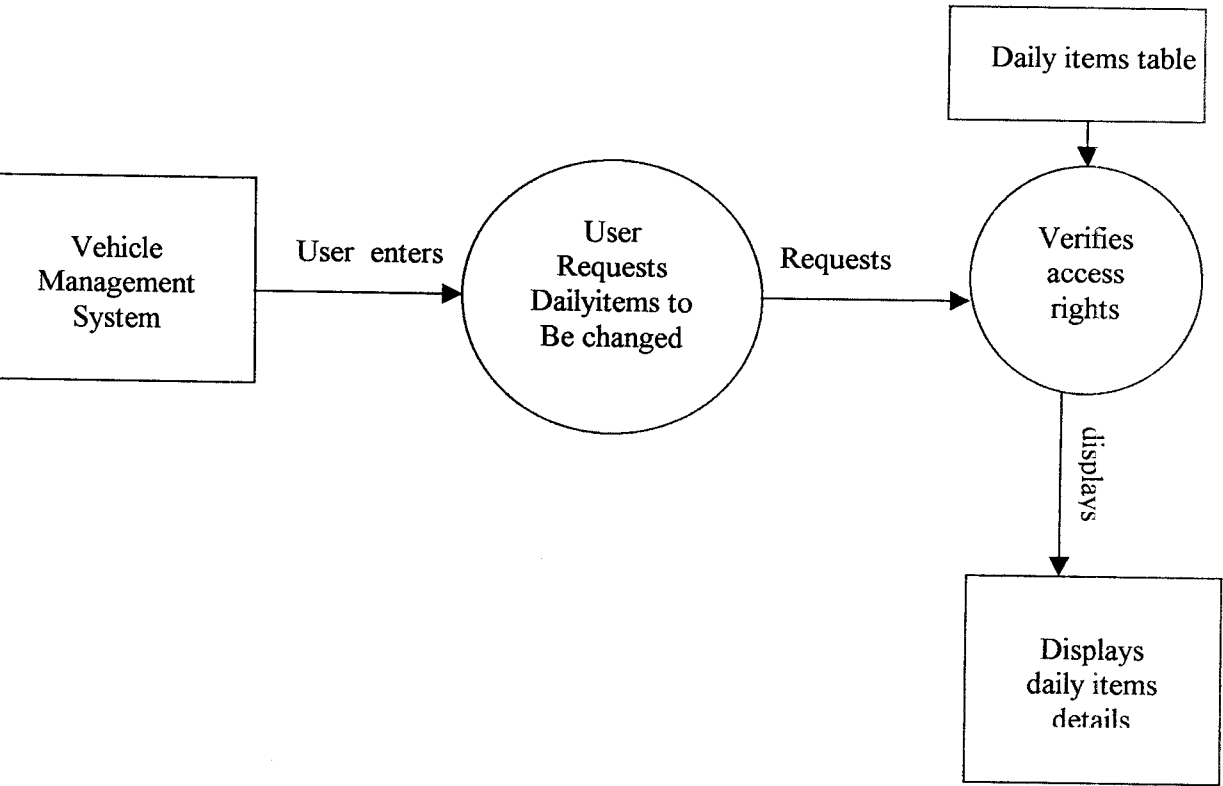 Daily items table
Vehicle
Management
System
User enters
User
Requests
Dailyitems to
Be changed
Requests
Verifies
access
rights
displays
Displays
daily items
details